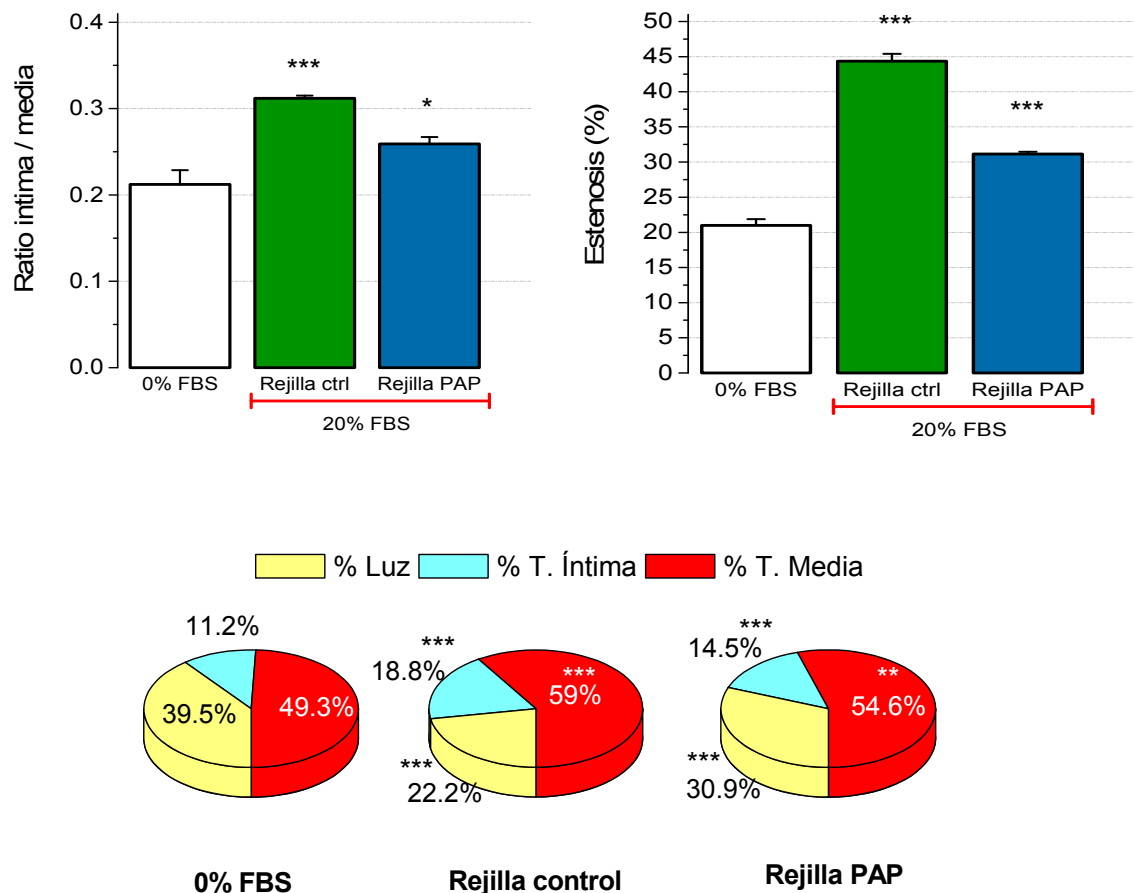 Ratio intima / media
0.4
0.3
0.2
0.1
0.0
***
*
0% FBS
Rejilla ctrl
Rejilla PAP
20% FBS
Estenosis (%)
50
45
40
35
30
25
20
15
10
5
0
***
***
0% FBS
Rejilla ctrl
Rejilla PAP
20% FBS
% Luz
% T. Íntima
% T. Media
11.2%
39.5%
49.3%
0% FBS
***
18.8%
***
59%
***
22.2%
Rejilla control
***
14.5%
**
54.6%
***
30.9%
Rejilla PAP